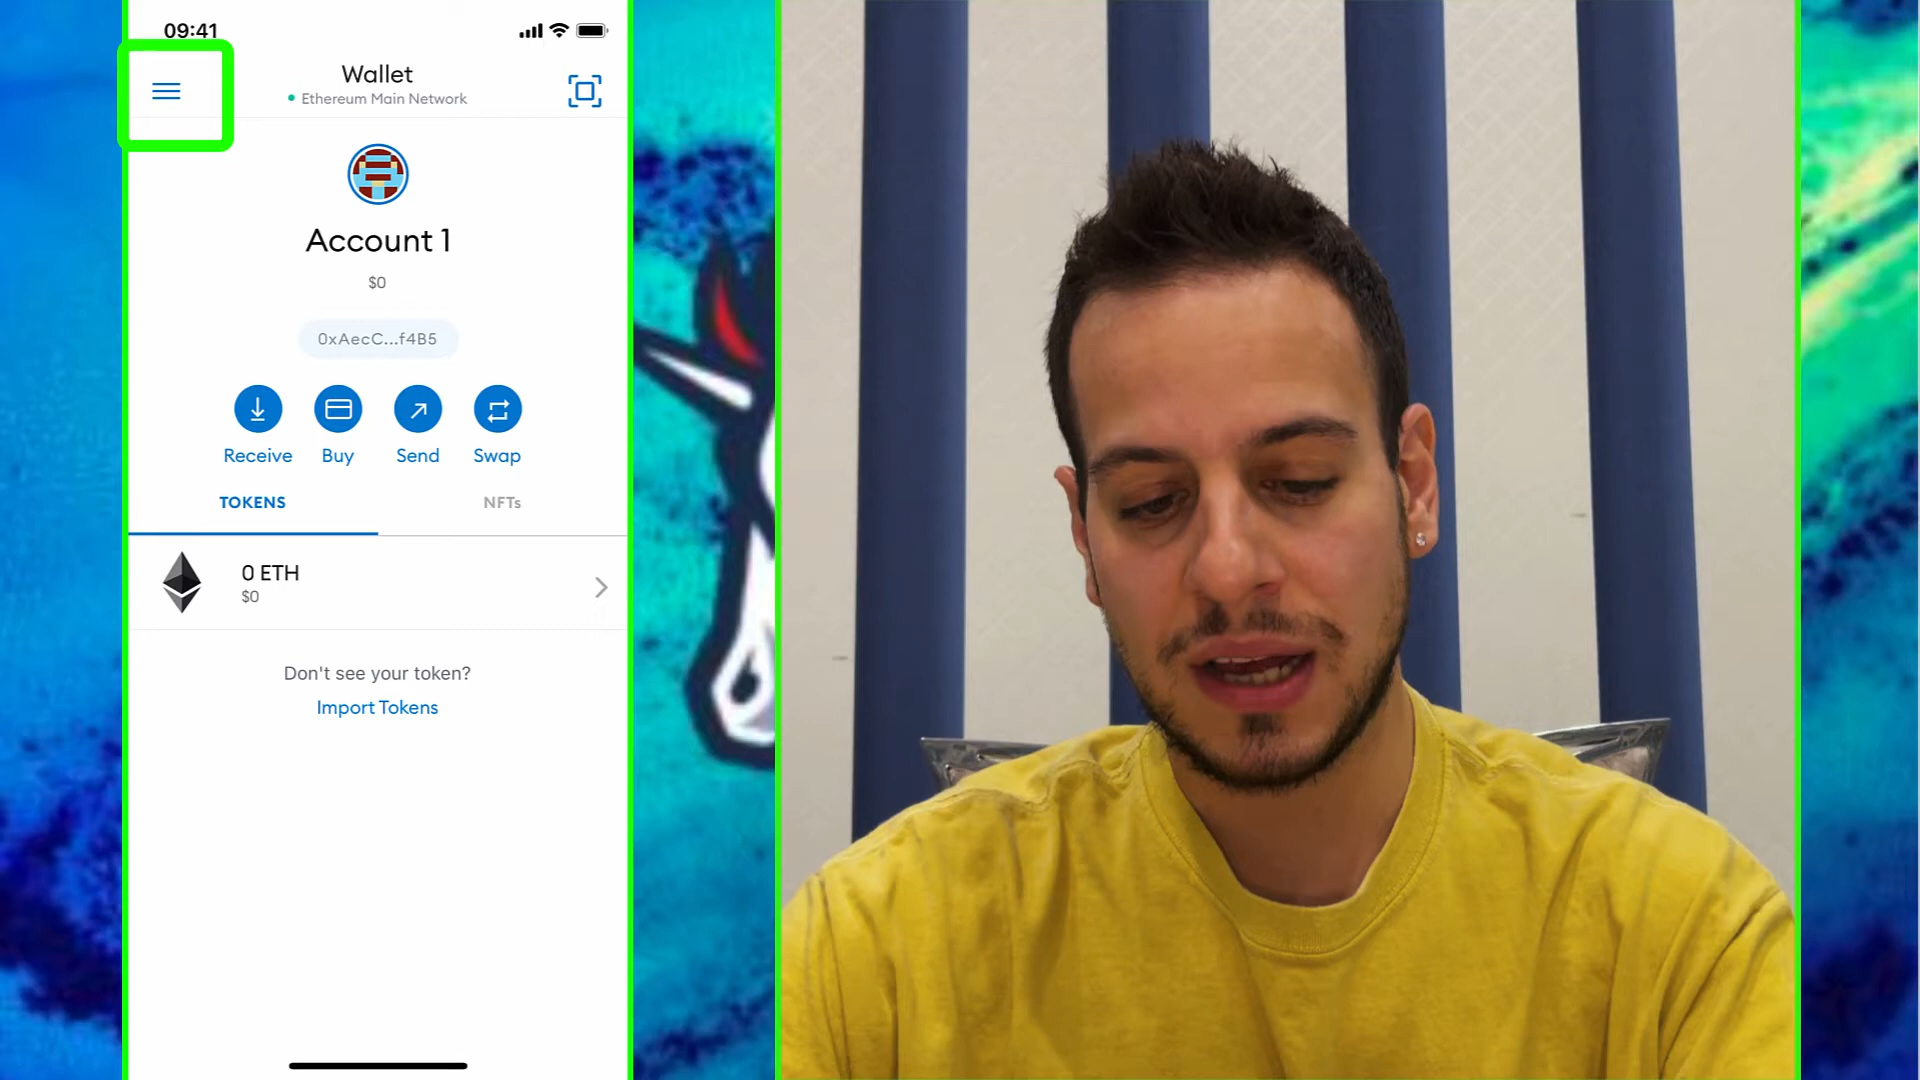 09:41
Wallet
Ethereum Main Network
Account 1
$0
0xAecC...f4B5
Receive Buy Send Swap
TOKENS NFTs
0 ETH
$0
Don't see your token?
Import Tokens